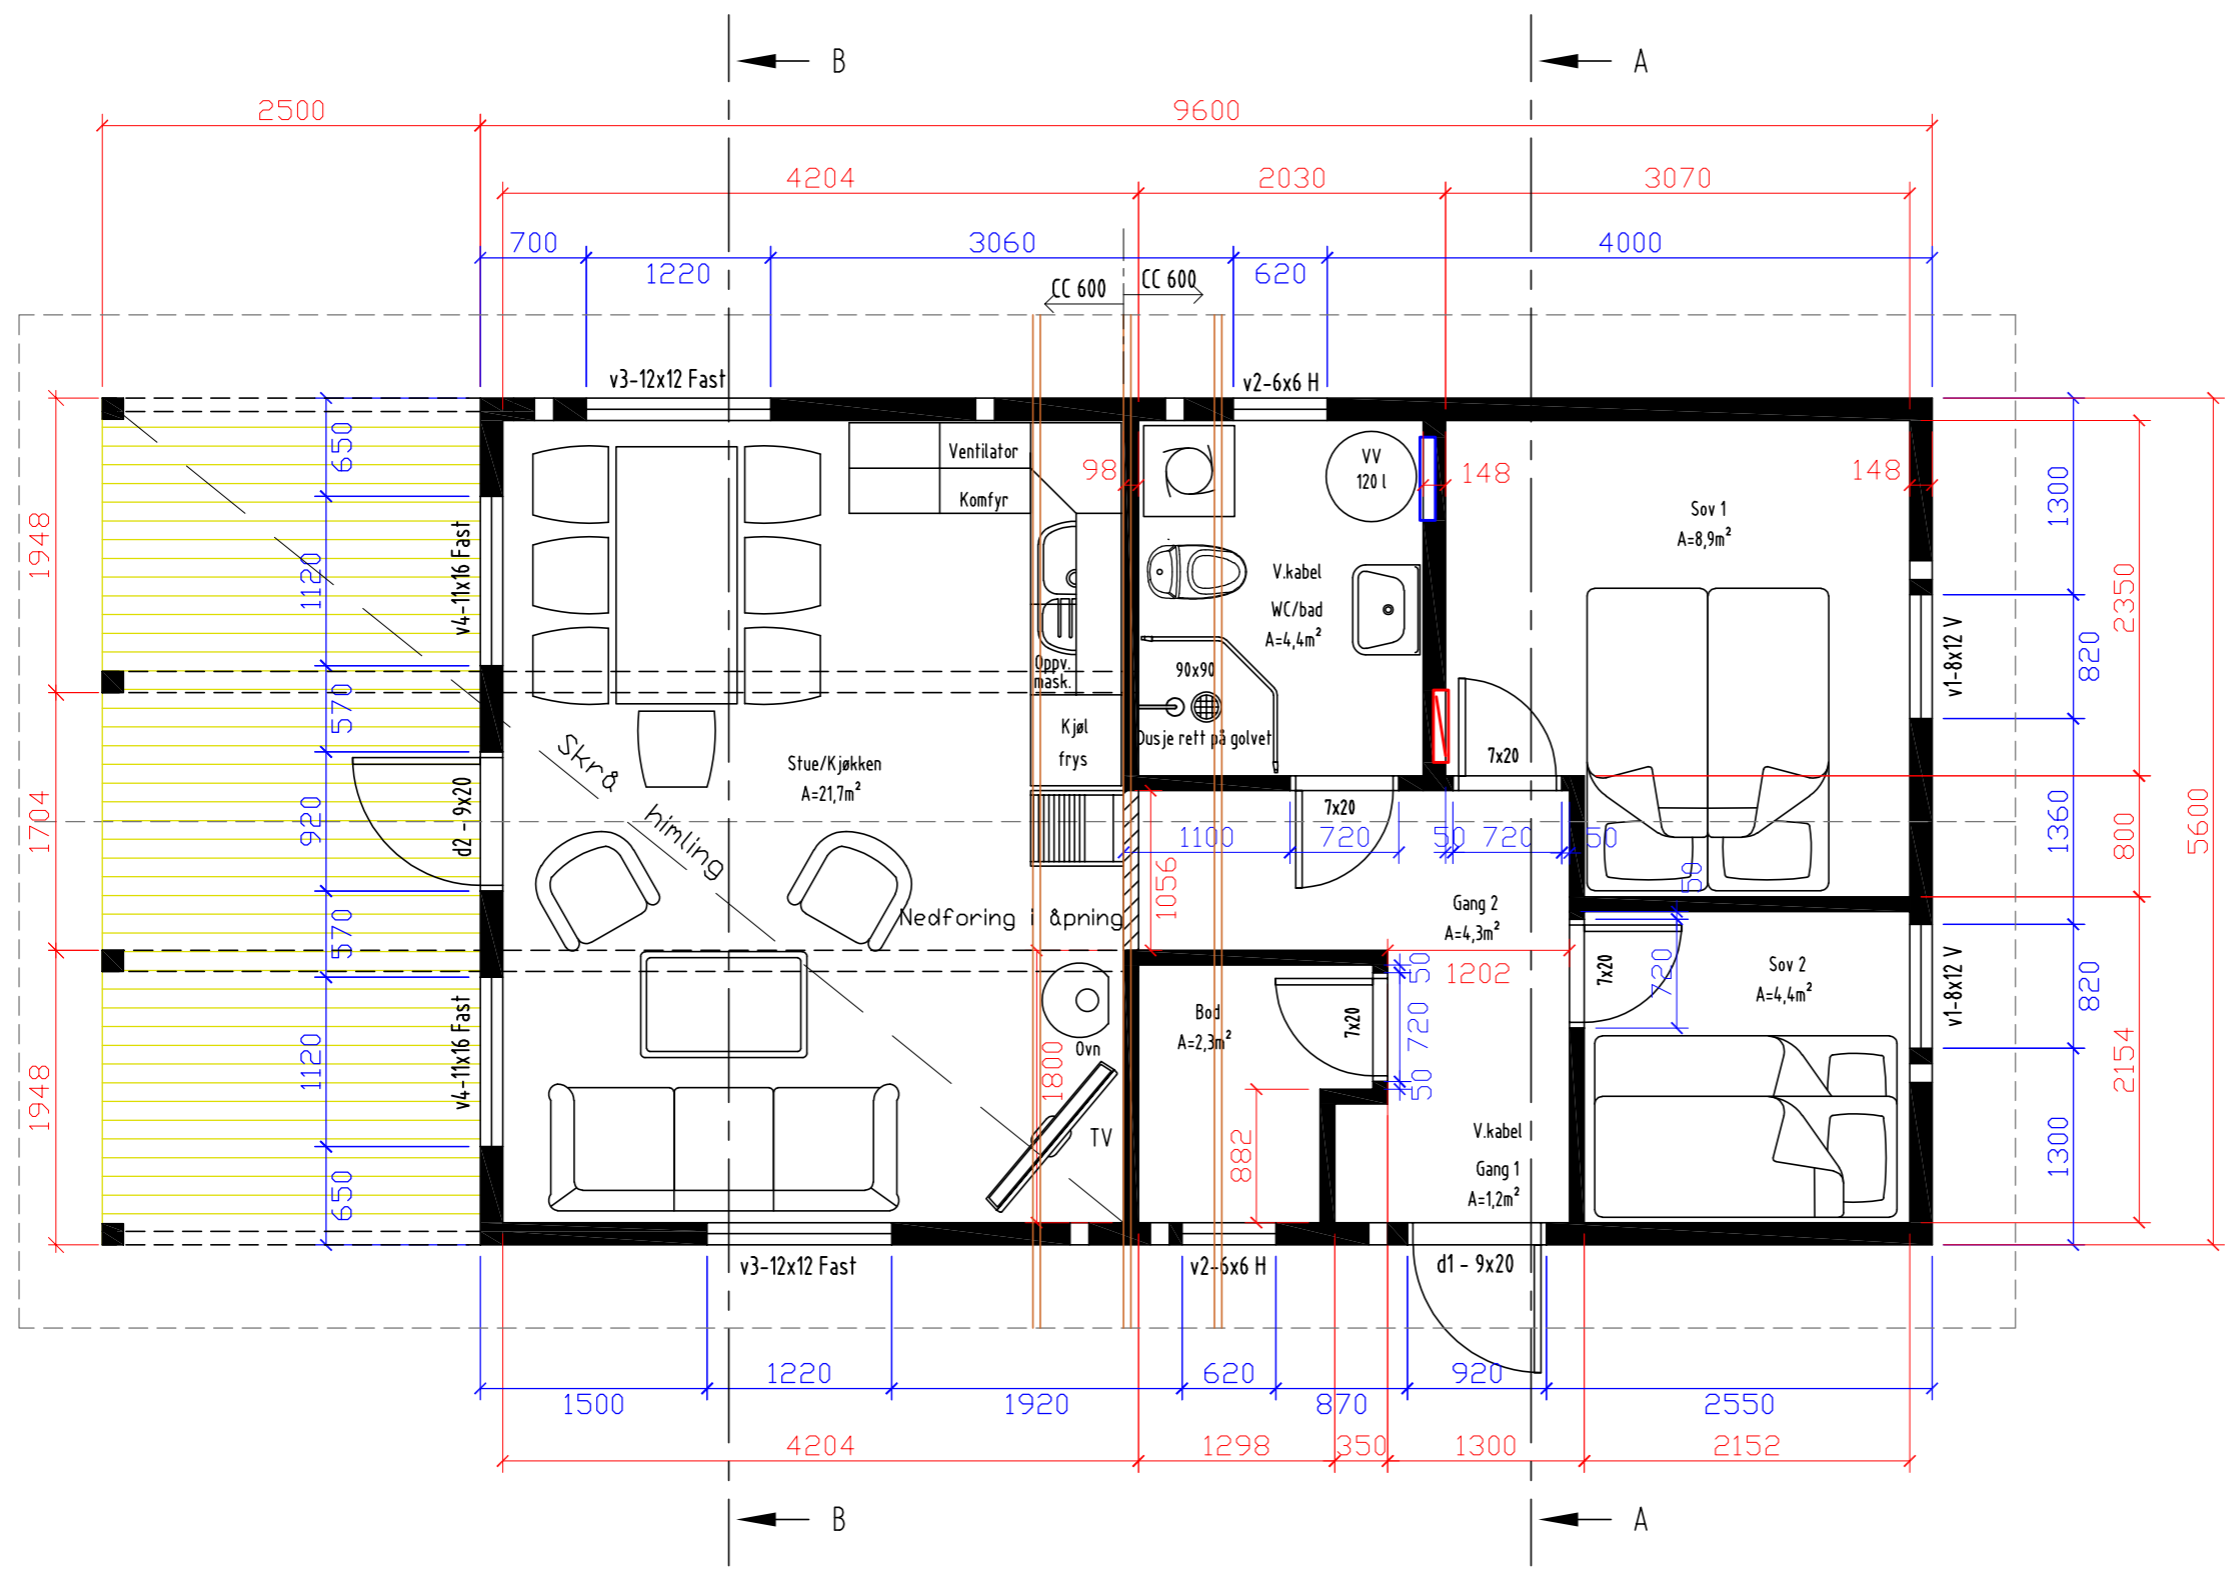 B
A
2500
9600
4204
2030
3070
700
3060
4000
1220
620
CC 600
CC 600
v3-12x12 Fast
v2-6x6 H
650
1948
1120
v4-11x16 Fast
570
1704
920
d2 - 9x20
570
1948
1120
v4-11x16 Fast
650
Ventilator
Komfyr
98
VV
120 l
148
148
Sov 1
A=8,9m²
V.kabel
WC/bad
A=4,4m²
90x90
Dusje rett på golvet
Oppv.
mask.
Kjøl
frys
Stue/Kjøkken
A=21,7m²
Skrå
himling
7x20
7x20
1100
720
50
720
50
1056
50
Nedforing i åpning
Gang 2
A=4,3m²
1202
7x20
720
Sov 2
A=4,4m²
Bod
A=2,3m²
7x20
50
720
50
Ovn
1800
TV
882
V.kabel
Gang 1
A=1,2m²
1300
2350
820
v1-8x12 V
1360
800
5600
820
v1-8x12 V
2154
1300
v3-12x12 Fast
v2-6x6 H
d1 - 9x20
1220
620
920
1500
1920
870
2550
4204
1298
350
1300
2152
B
A